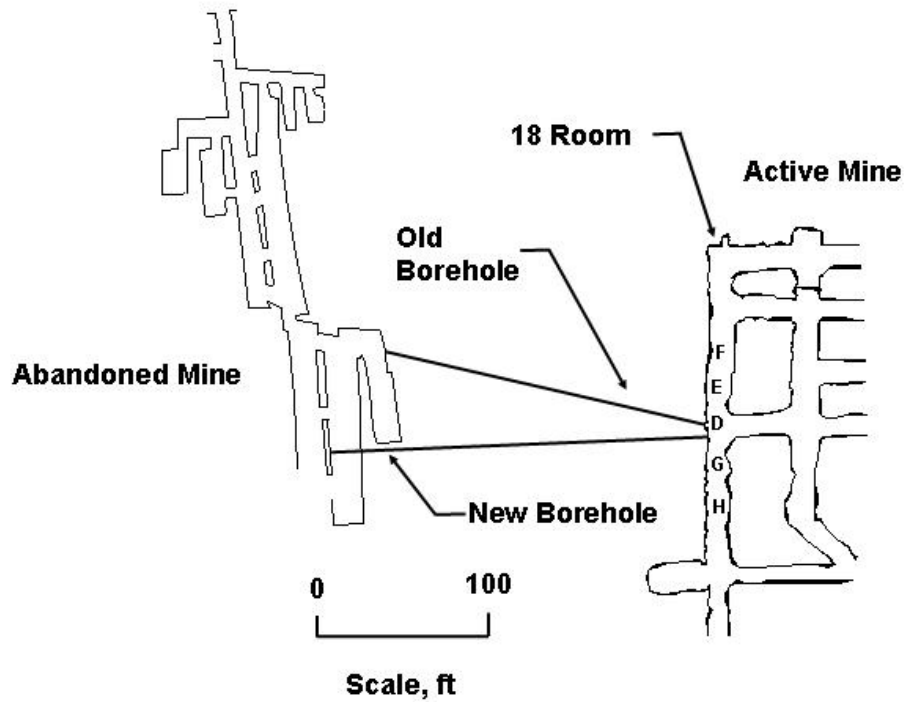 18 Room
Active Mine
Old
Borehole
Abandoned Mine
F
E
D
G
H
New Borehole
0 100
Scale, ft